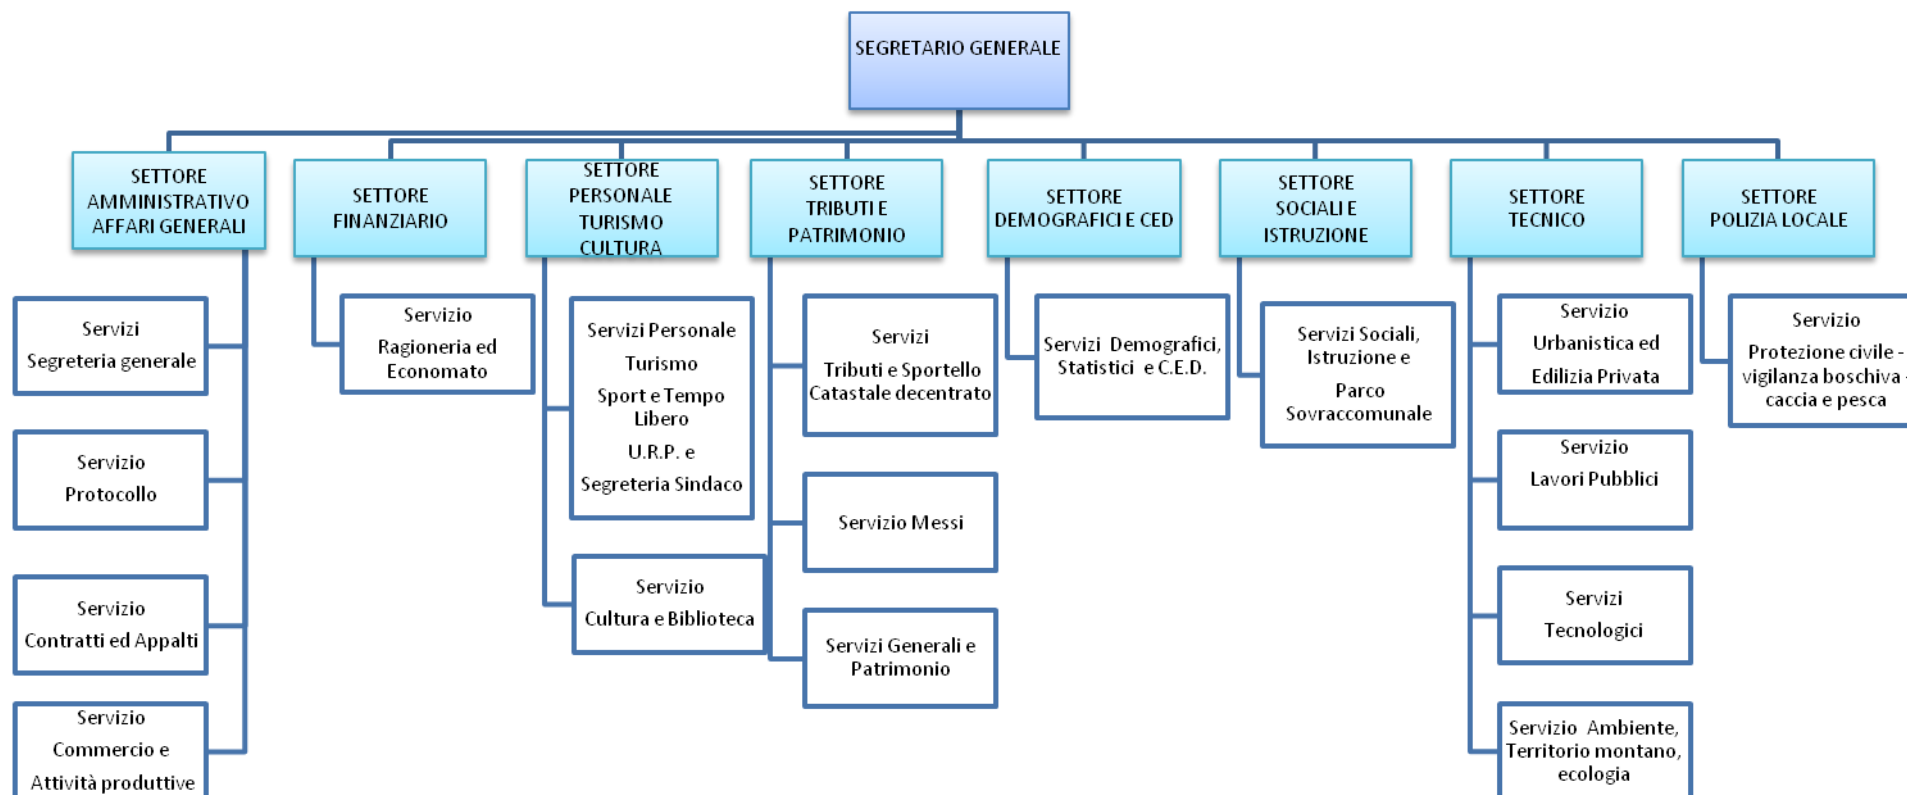 SEGRETARIO GENERALE
SETTORE
AMMINISTRATIVO
AFFARI GENERALI
SETTORE
FINANZIARIO
SETTORE
PERSONALE
TURISMO
CULTURA
SETTORE
TRIBUTI E
PATRIMONIO
SETTORE
DEMOGRAFICI E CED
SETTORE
SOCIALI E
ISTRUZIONE
SETTORE
TECNICO
SETTORE
POLIZIA LOCALE
Servizi
Segreteria generale
Servizio
Protocollo
Servizio
Contratti ed Appalti
Servizio
Commercio e
Attività produttive
Servizio
Ragioneria ed
Economato
Servizi Personale
Turismo
Sport e Tempo
Libero
U.R.P. e
Segreteria Sindaco
Servizio
Cultura e Biblioteca
Servizi
Tributi e Sportello
Catastale decentrato
Servizio Messi
Servizi Generali e
Patrimonio
Servizi Demografici,
Statistici e C.E.D.
Servizi Sociali,
Istruzione e
Parco
Sovraccomunale
Servizio
Urbanistica ed
Edilizia Privata
Servizio
Lavori Pubblici
Servizi
Tecnologici
Servizio Ambiente,
Territorio montano,
ecologia
Servizio
Protezione civile -
vigilanza boschiva -
caccia e pesca